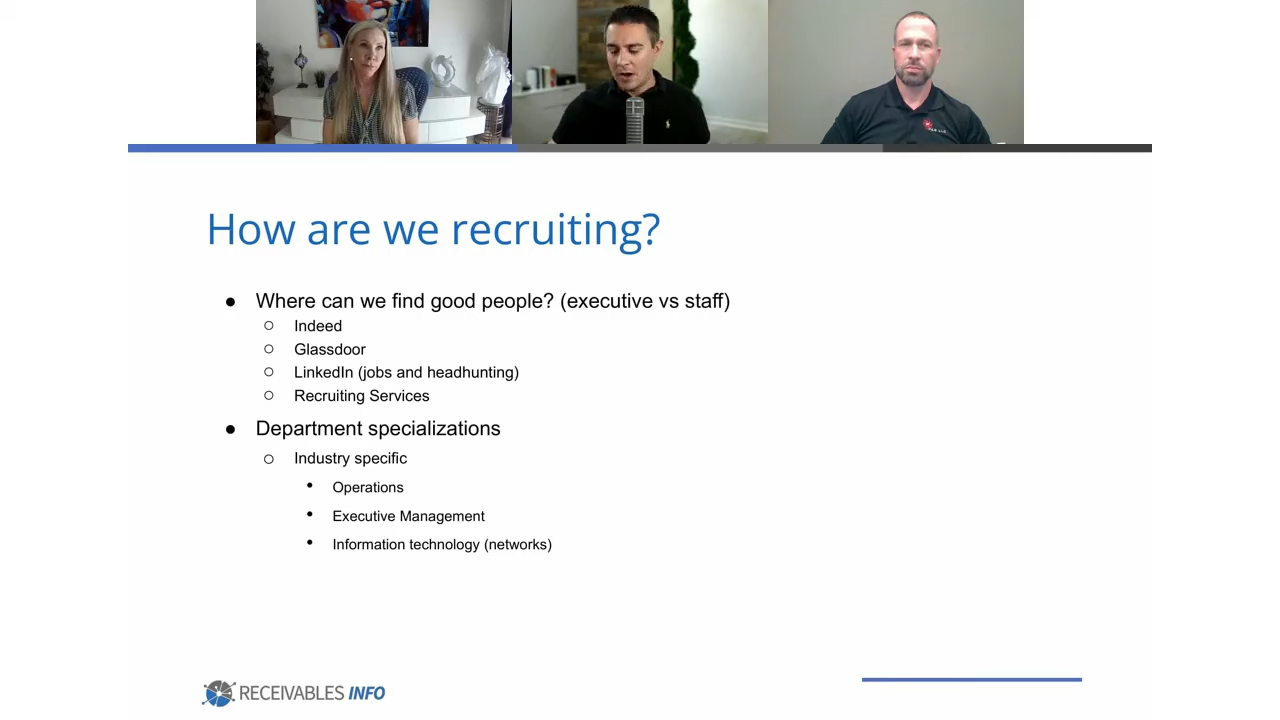 How are we recruiting?
● Where can we find good people? (executive vs staff)
○ Indeed
○ Glassdoor
○ LinkedIn (jobs and headhunting)
○ Recruiting Services
● Department specializations
○ Industry specific
• Operations
• Executive Management
• Information technology (networks)
RECEIVABLES INFO